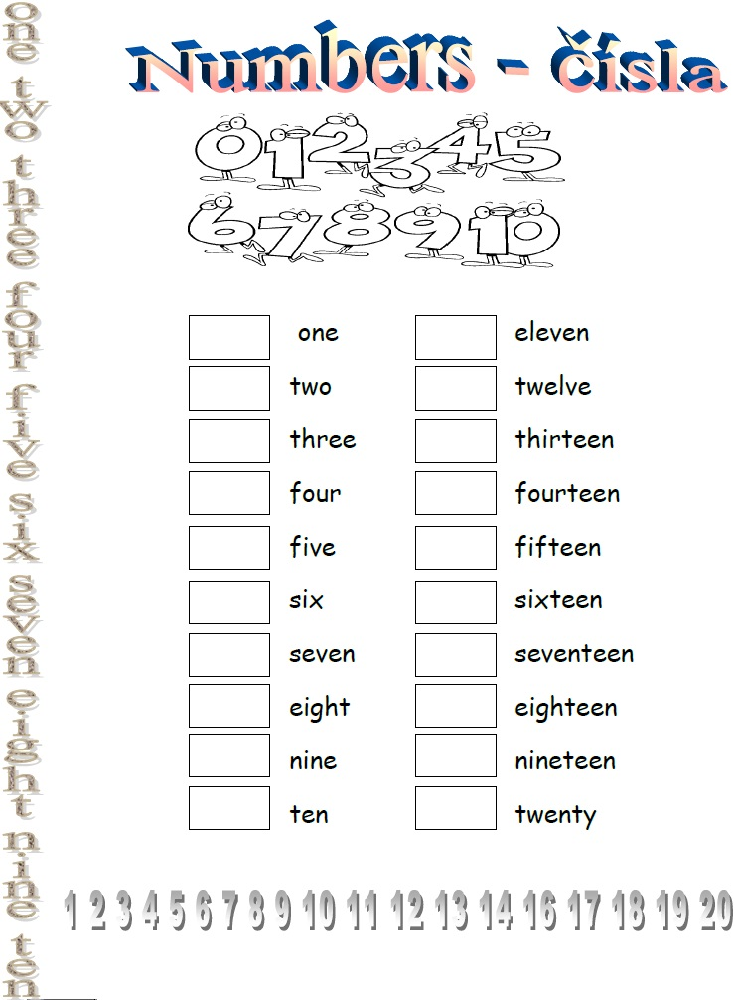 one two three four five six seven eight nine ten
Numbers - čísla
0 1 2 3 4 5
6 7 8 9 10
one
two
three
four
five
six
seven
eight
nine
ten
eleven
twelve
thirteen
fourteen
fifteen
sixteen
seventeen
eighteen
nineteen
twenty
1 2 3 4 5 6 7 8 9 10 11 12 13 14 16 17 18 19 20